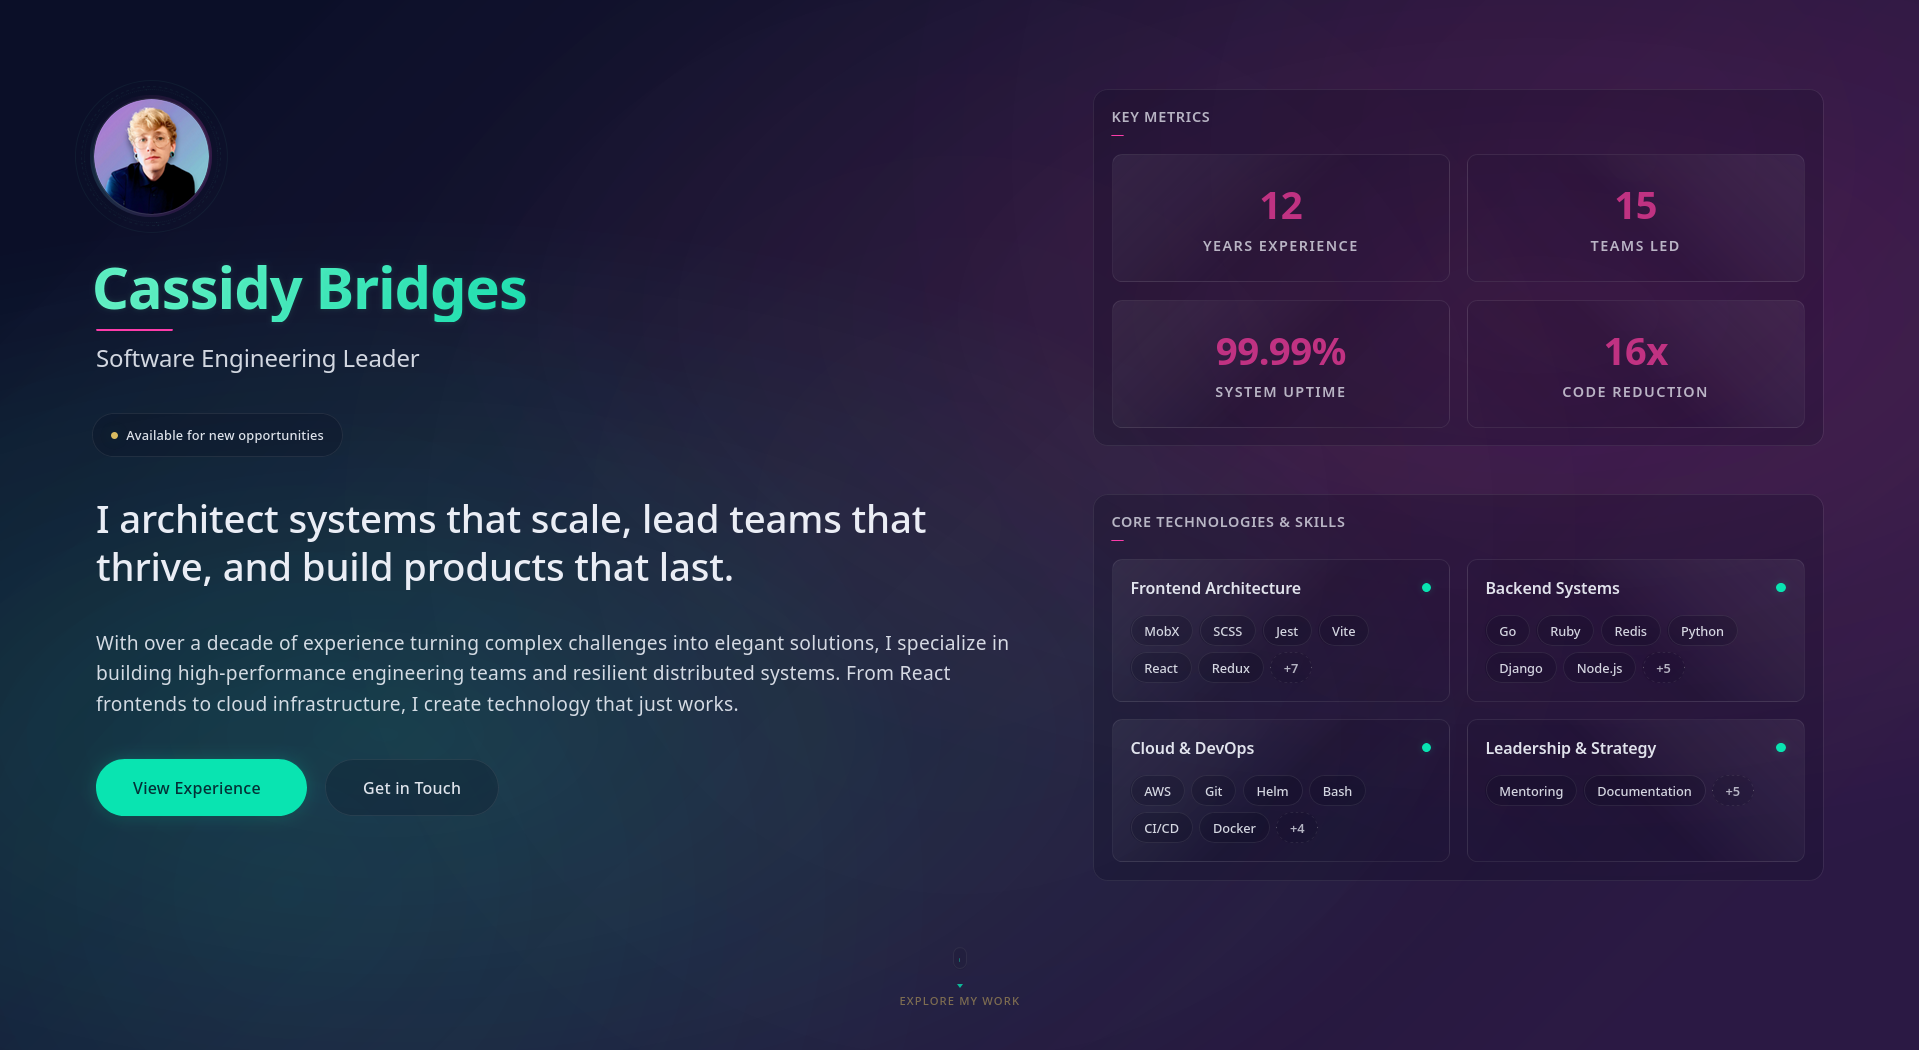 Cassidy Bridges
Software Engineering Leader
Available for new opportunities
I architect systems that scale, lead teams that
thrive, and build products that last.
With over a decade of experience turning complex challenges into elegant solutions, I specialize in
building high-performance engineering teams and resilient distributed systems. From React
frontends to cloud infrastructure, I create technology that just works.
View Experience
Get in Touch
KEY METRICS
12
YEARS EXPERIENCE
15
TEAMS LED
99.99%
SYSTEM UPTIME
16x
CODE REDUCTION
CORE TECHNOLOGIES & SKILLS
Frontend Architecture
MobX SCSS Jest Vite
React Redux +7
Backend Systems
Go Ruby Redis Python
Django Node.js +5
Cloud & DevOps
AWS Git Helm Bash
CI/CD Docker +4
Leadership & Strategy
Mentoring Documentation +5
EXPLORE MY WORK